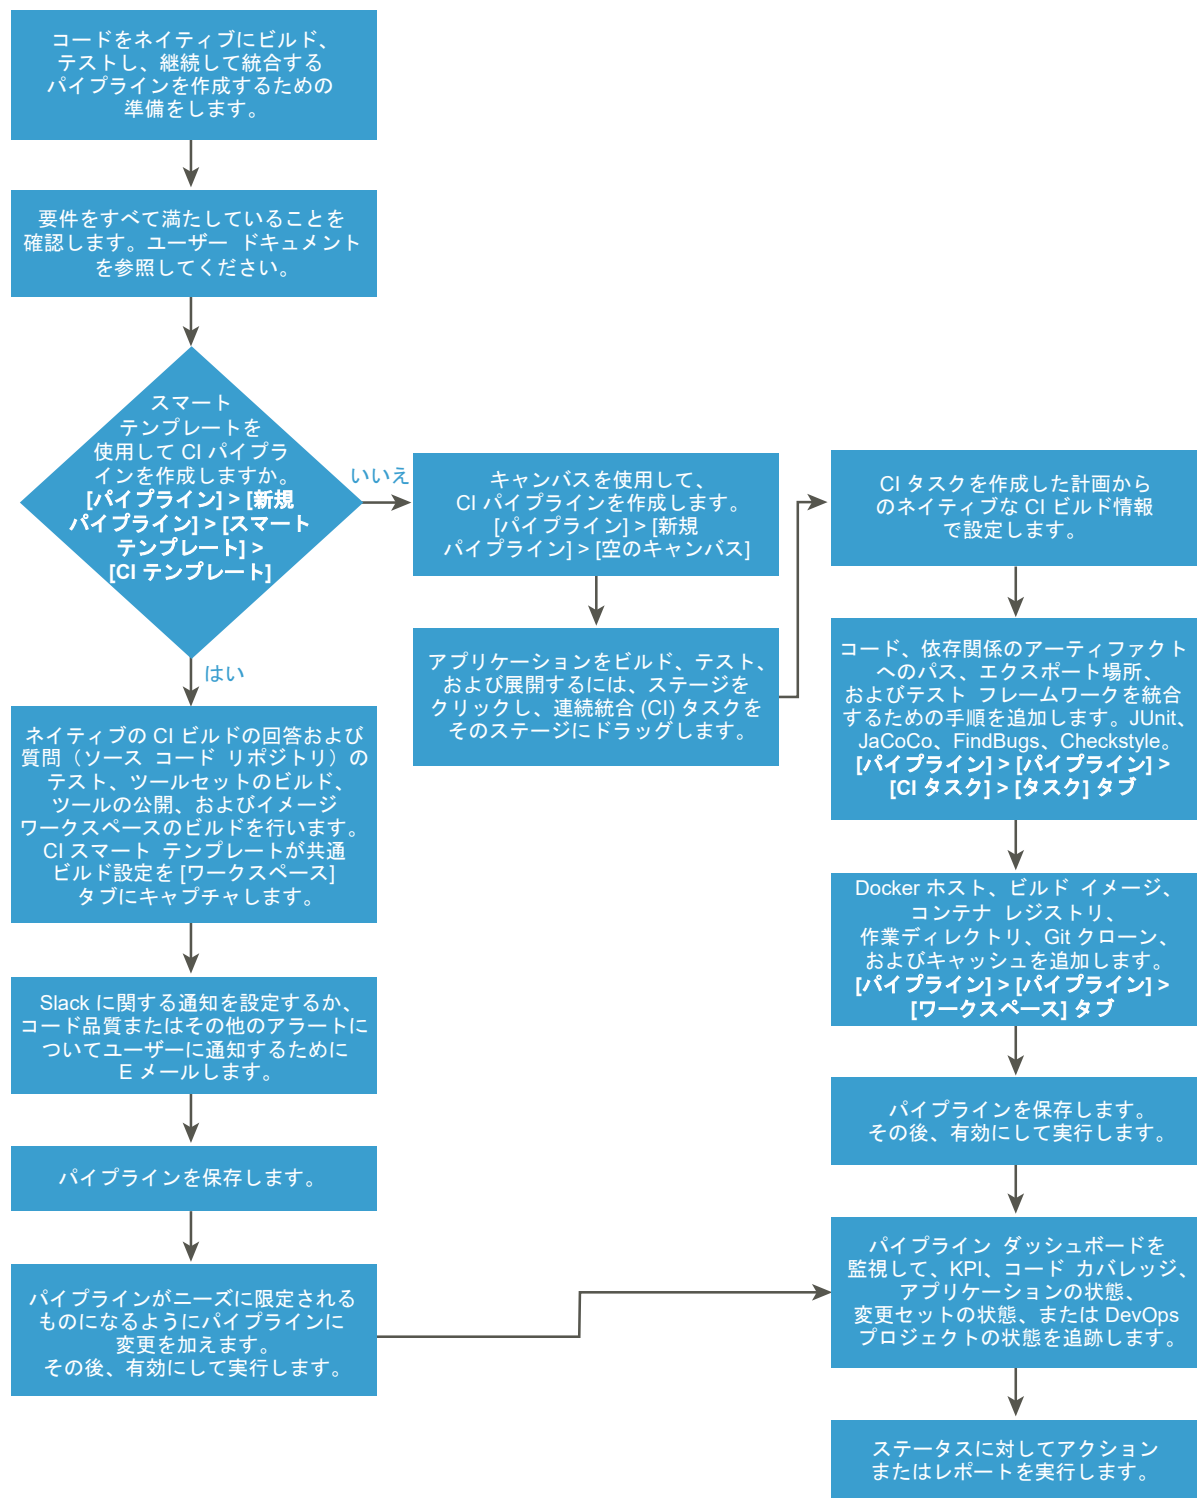 コードをネイティブにビルド、
テストし、継続して統合する
パイプラインを作成するための
準備をします。
要件をすべて満たしていることを
確認します。ユーザー ドキュメント
を参照してください。
スマート
テンプレートを
使用して CI パイプラ
インを作成しますか。
[パイプライン] > [新規
パイプライン] > [スマート
テンプレート] >
[CI テンプレート]
いいえ
はい
ネイティブの CI ビルドの回答および
質問（ソース コード リポジトリ）の
テスト、ツールセットのビルド、
ツールの公開、およびイメージ
ワークスペースのビルドを行います。
CI スマート テンプレートが共通
ビルド設定を [ワークスペース]
タブにキャプチャします。
Slack に関する通知を設定するか、
コード品質またはその他のアラートに
ついてユーザーに通知するために
E メールします。
パイプラインを保存します。
パイプラインがニーズに限定される
ものになるようにパイプラインに
変更を加えます。
その後、有効にして実行します。
キャンバスを使用して、
CI パイプラインを作成します。
[パイプライン] > [新規
パイプライン] > [空のキャンバス]
アプリケーションをビルド、テスト、
および展開するには、ステージを
クリックし、連続統合 (CI) タスクを
そのステージにドラッグします。
CI タスクを作成した計画から
のネイティブな CI ビルド情報
で設定します。
コード、依存関係のアーティファクト
へのパス、エクスポート場所、
およびテスト フレームワークを統合
するための手順を追加します。JUnit、
JaCoCo、FindBugs、Checkstyle。
[パイプライン] > [パイプライン] >
[CI タスク] > [タスク] タブ
Docker ホスト、ビルド イメージ、
コンテナ レジストリ、
作業ディレクトリ、Git クローン、
およびキャッシュを追加します。
[パイプライン] > [パイプライン] >
[ワークスペース] タブ
パイプラインを保存します。
その後、有効にして実行します。
パイプライン ダッシュボードを
監視して、KPI、コード カバレッジ、
アプリケーションの状態、
変更セットの状態、または DevOps
プロジェクトの状態を追跡します。
ステータスに対してアクション
またはレポートを実行します。